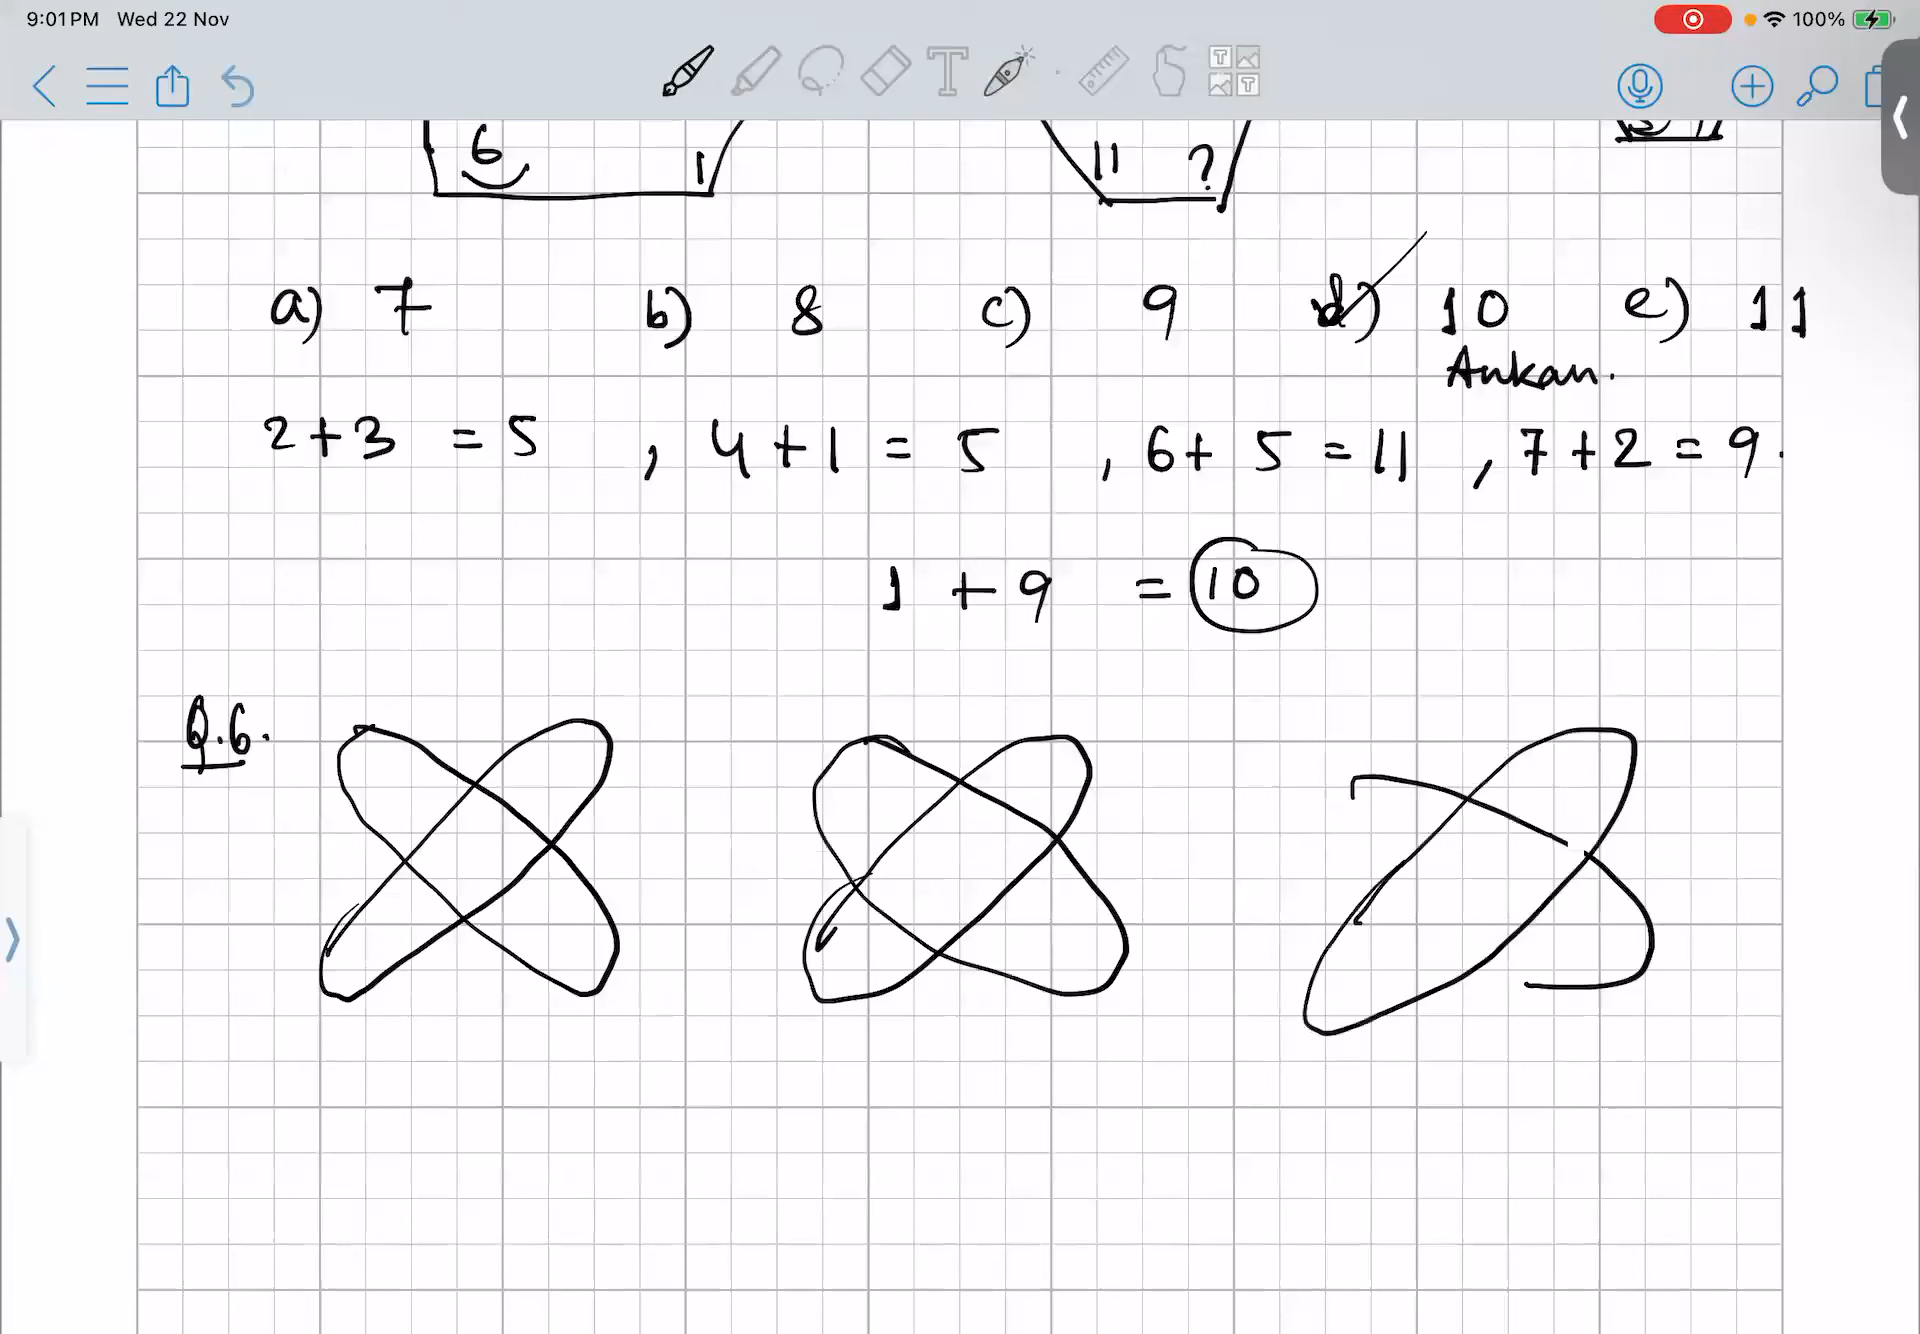 9:01 PM Wed 22 Nov 100%
6 1 11 ?
a) 7 b) 8 c) 9 d) 10 e) 11
Ankan.
2+3 = 5 , 4+1 = 5 , 6+ 5 = 11 , 7+2 = 9.
1 + 9 = 10
Q.6.